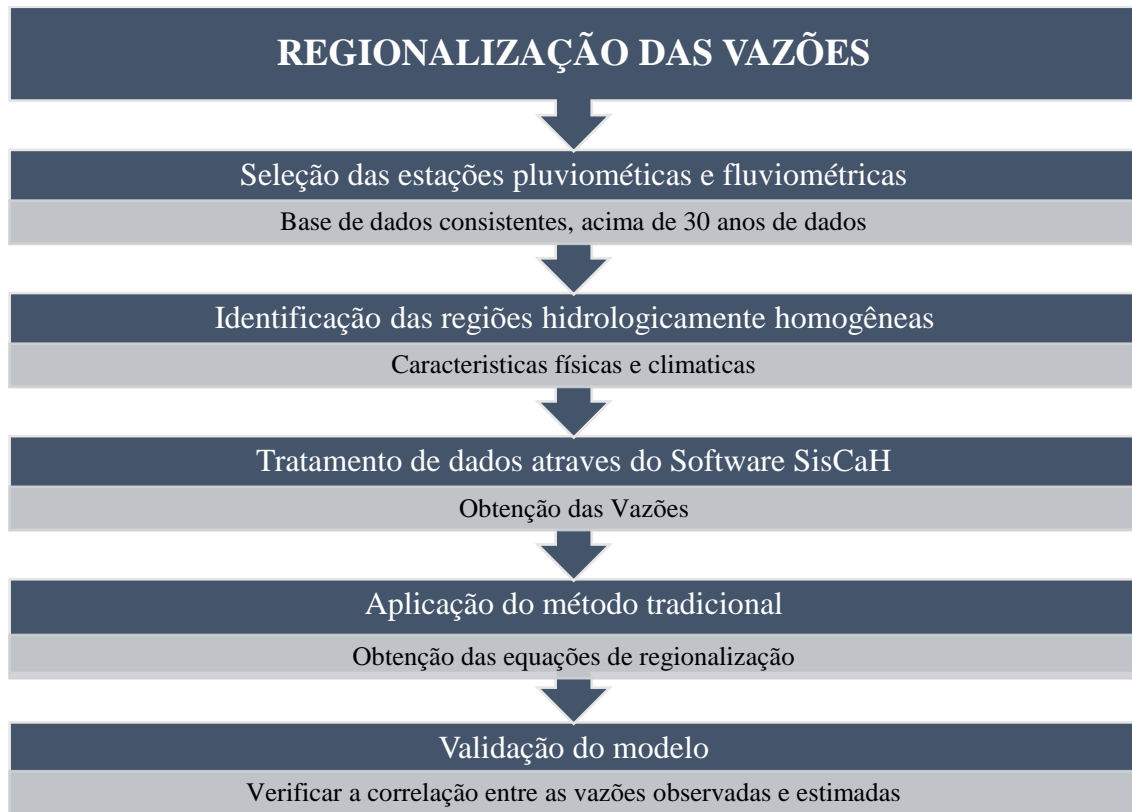 REGIONALIZAÇÃO DAS VAZÕES
Seleção das estações pluviométicas e fluviométricas
Base de dados consistentes, acima de 30 anos de dados
Identificação das regiões hidrologicamente homogêneas
Caracteristicas físicas e climaticas
Tratamento de dados atraves do Software SisCaH
Obtenção das Vazões
Aplicação do método tradicional
Obtenção das equações de regionalização
Validação do modelo
Verificar a correlação entre as vazões observadas e estimadas